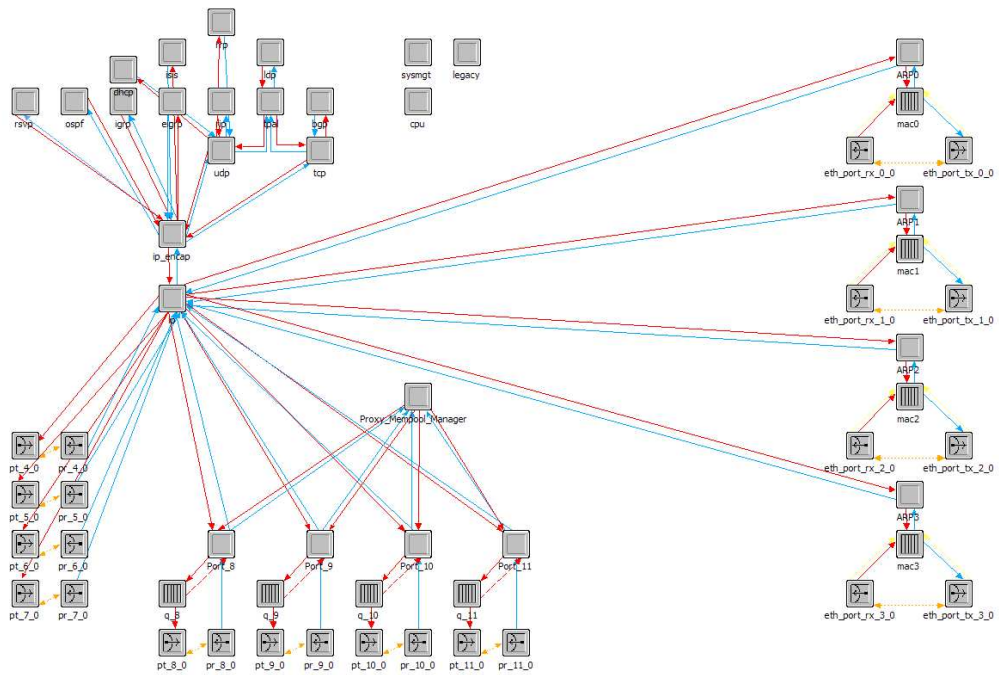 rrp
isis
ldp
sysmgt
legacy
ARP0
dhcp
rsvp
ospf
igrp
eigrp
rip
tpal
bgp
cpu
mac0
udp
tcp
eth_port_rx_0_0
eth_port_tx_0_0
ARP1
ip_encap
mac1
ip
eth_port_rx_1_0
eth_port_tx_1_0
ARP2
Proxy_Mempool_Manager
mac2
pt_4_0
pr_4_0
eth_port_rx_2_0
eth_port_tx_2_0
pt_5_0
pr_5_0
ARP3
pt_6_0
pr_6_0
Port_8
Port_9
Port_10
Port_11
mac3
pt_7_0
pr_7_0
q_8
q_9
q_10
q_11
eth_port_rx_3_0
eth_port_tx_3_0
pt_8_0
pr_8_0
pt_9_0
pr_9_0
pt_10_0
pr_10_0
pt_11_0
pr_11_0